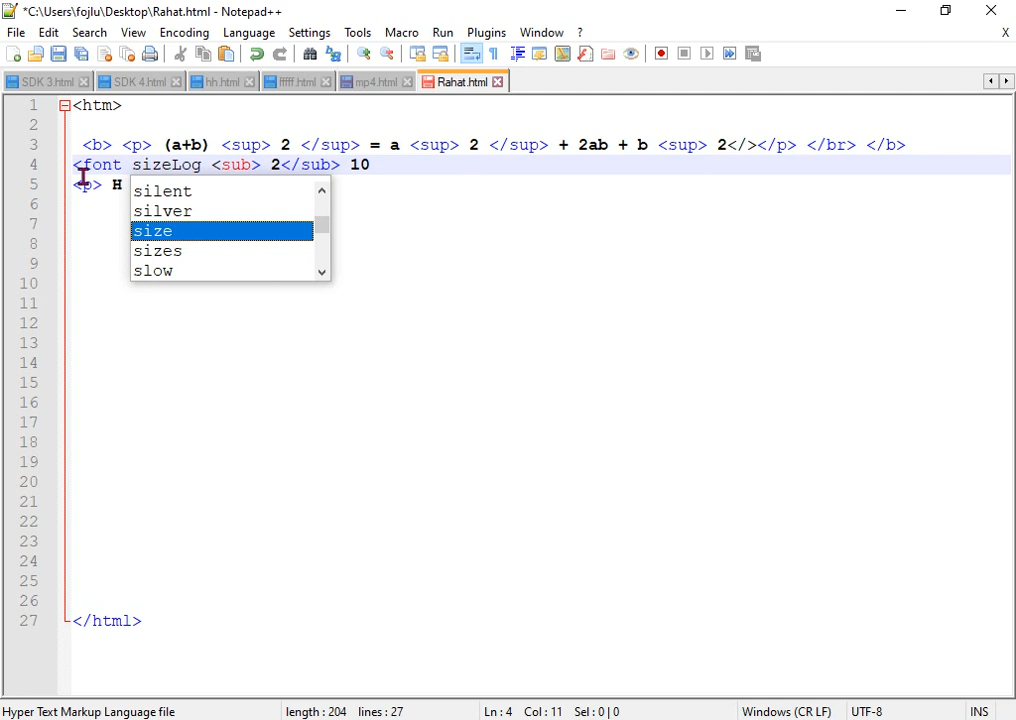 *C:\Users\fojlu\Desktop\Rahat.html - Notepad++
File Edit Search View Encoding Language Settings Tools Macro Run Plugins Window ? X
SDK 3.html SDK 4.html hh.html fffff.html mp4.html Rahat.html
1 <htm>
2
3 <b> <p> (a+b) <sup> 2 </sup> = a <sup> 2 </sup> + 2ab + b <sup> 2</></p> </br> </b>
4 <font sizeLog <sub> 2</sub> 10
5 <p> H
silent
6
silver
7
size
8
sizes
9
slow
10
11
12
13
14
15
16
17
18
19
20
21
22
23
24
25
26
27 </html>
Hyper Text Markup Language file length : 204 lines : 27 Ln : 4 Col : 11 Sel : 0 | 0 Windows (CR LF) UTF-8 INS